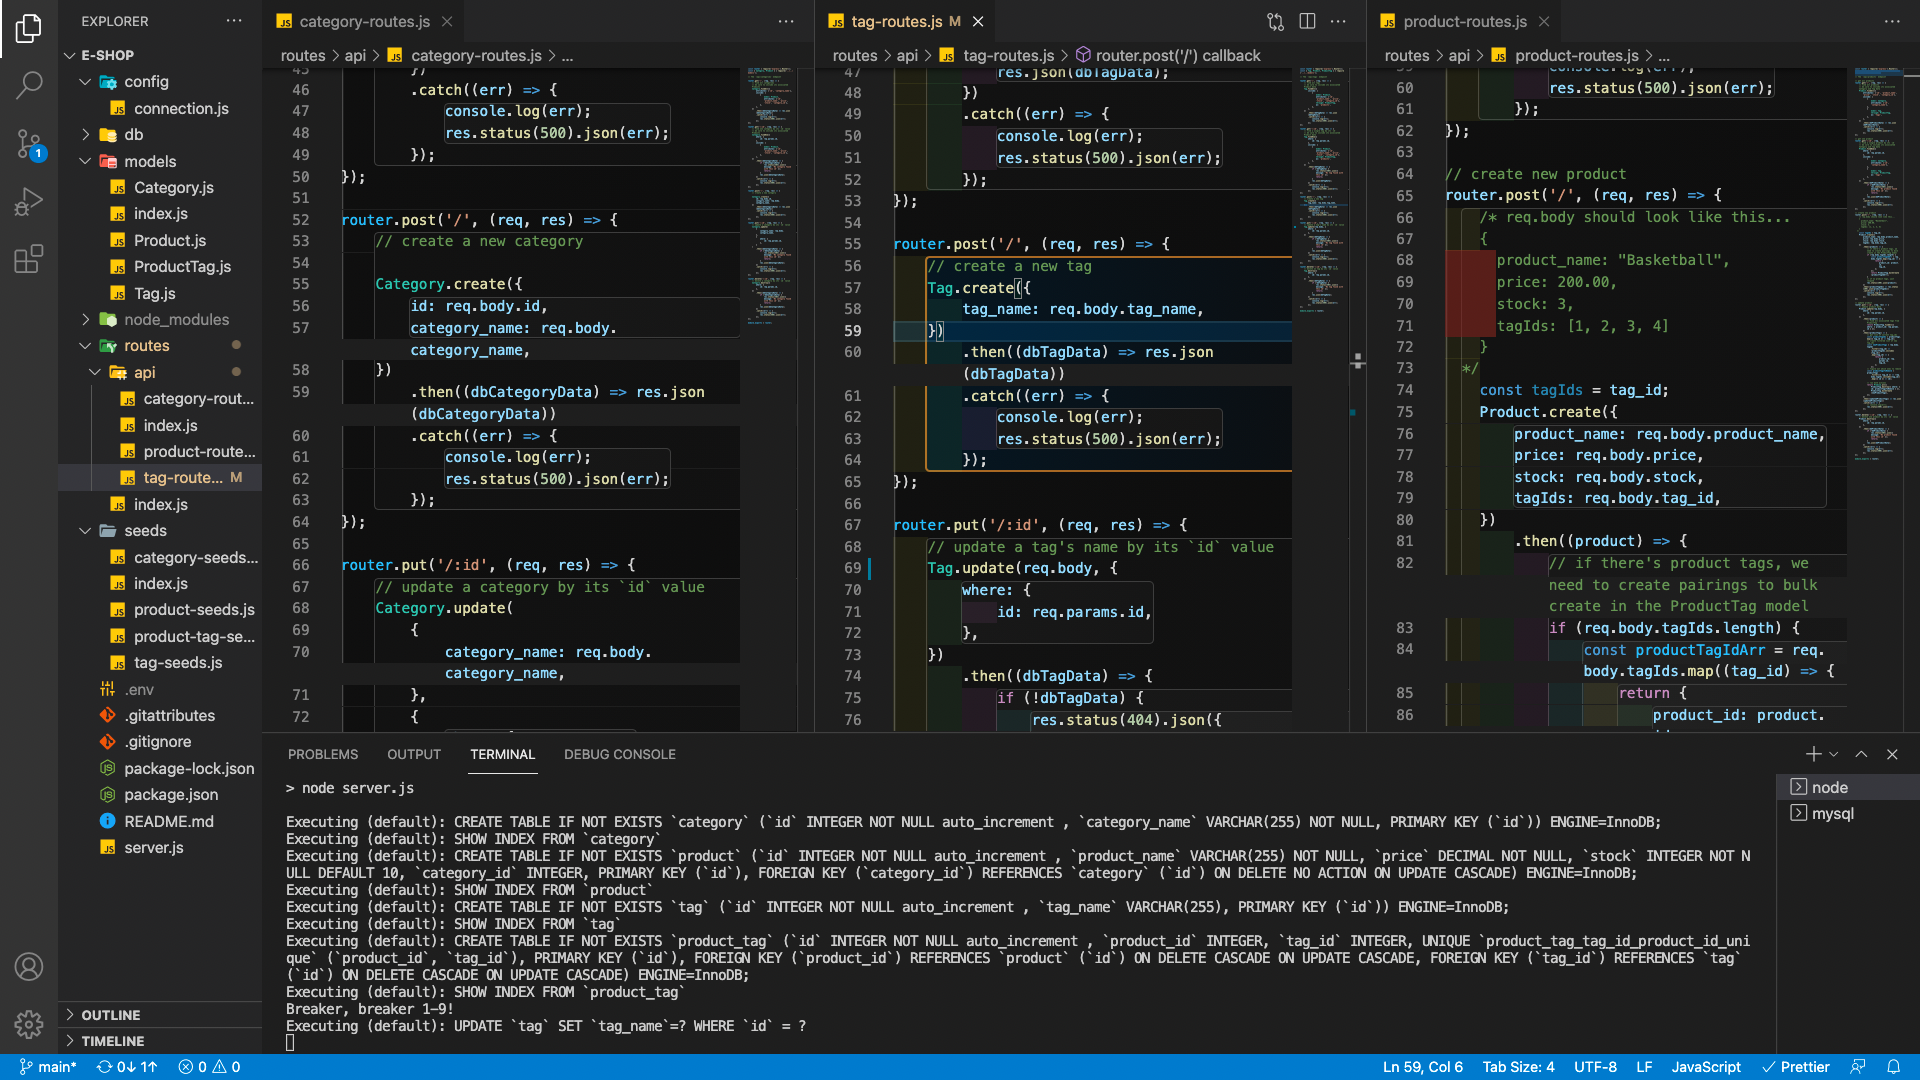 EXPLORER
E-SHOP
config
connection.js
db
models
Category.js
index.js
Product.js
ProductTag.js
Tag.js
node_modules
routes
api
category-rout...
index.js
product-route...
tag-route... M
index.js
seeds
category-seeds...
index.js
product-seeds.js
product-tag-se...
tag-seeds.js
.env
.gitattributes
.gitignore
package-lock.json
package.json
README.md
server.js
OUTLINE
TIMELINE
1
category-routes.js
routes > api > category-routes.js > ...
45 })
46 .catch((err) => {
47 console.log(err);
48 res.status(500).json(err);
49 });
50 });
51
52 router.post('/', (req, res) => {
53 // create a new category
54
55 Category.create({
56 id: req.body.id,
57 category_name: req.body.
category_name,
58 })
59 .then((dbCategoryData) => res.json
(dbCategoryData))
60 .catch((err) => {
61 console.log(err);
62 res.status(500).json(err);
63 });
64 });
65
66 router.put('/:id', (req, res) => {
67 // update a category by its `id` value
68 Category.update(
69 {
70 category_name: req.body.
category_name,
71 },
72 {
tag-routes.js M
routes > api > tag-routes.js > router.post('/') callback
47 res.json(dbTagData);
48 })
49 .catch((err) => {
50 console.log(err);
51 res.status(500).json(err);
52 });
53 });
54
55 router.post('/', (req, res) => {
56 // create a new tag
57 Tag.create({
58 tag_name: req.body.tag_name,
59 })
60 .then((dbTagData) => res.json
(dbTagData))
61 .catch((err) => {
62 console.log(err);
63 res.status(500).json(err);
64 });
65 });
66
67 router.put('/:id', (req, res) => {
68 // update a tag's name by its `id` value
69 Tag.update(req.body, {
70 where: {
71 id: req.params.id,
72 },
73 })
74 .then((dbTagData) => {
75 if (!dbTagData) {
76 res.status(404).json({
product-routes.js
routes > api > product-routes.js > ...
59 console.log(err);
60 res.status(500).json(err);
61 });
62 });
63
64 // create new product
65 router.post('/', (req, res) => {
66 /* req.body should look like this...
67 {
68 product_name: "Basketball",
69 price: 200.00,
70 stock: 3,
71 tagIds: [1, 2, 3, 4]
72 }
73 */
74 const tagIds = tag_id;
75 Product.create({
76 product_name: req.body.product_name,
77 price: req.body.price,
78 stock: req.body.stock,
79 tagIds: req.body.tag_id,
80 })
81 .then((product) => {
82 // if there's product tags, we
need to create pairings to bulk
create in the ProductTag model
83 if (req.body.tagIds.length) {
84 const productTagIdArr = req.
body.tagIds.map((tag_id) => {
85 return {
86 product_id: product.
PROBLEMS OUTPUT TERMINAL DEBUG CONSOLE
> node server.js
Executing (default): CREATE TABLE IF NOT EXISTS `category` (`id` INTEGER NOT NULL auto_increment , `category_name` VARCHAR(255) NOT NULL, PRIMARY KEY (`id`)) ENGINE=InnoDB;
Executing (default): SHOW INDEX FROM `category`
Executing (default): CREATE TABLE IF NOT EXISTS `product` (`id` INTEGER NOT NULL auto_increment , `product_name` VARCHAR(255) NOT NULL, `price` DECIMAL NOT NULL, `stock` INTEGER NOT N
ULL DEFAULT 10, `category_id` INTEGER, PRIMARY KEY (`id`), FOREIGN KEY (`category_id`) REFERENCES `category` (`id`) ON DELETE NO ACTION ON UPDATE CASCADE) ENGINE=InnoDB;
Executing (default): SHOW INDEX FROM `product`
Executing (default): CREATE TABLE IF NOT EXISTS `tag` (`id` INTEGER NOT NULL auto_increment , `tag_name` VARCHAR(255), PRIMARY KEY (`id`)) ENGINE=InnoDB;
Executing (default): SHOW INDEX FROM `tag`
Executing (default): CREATE TABLE IF NOT EXISTS `product_tag` (`id` INTEGER NOT NULL auto_increment , `product_id` INTEGER, `tag_id` INTEGER, UNIQUE `product_tag_tag_id_product_id_uni
que` (`product_id`, `tag_id`), PRIMARY KEY (`id`), FOREIGN KEY (`product_id`) REFERENCES `product` (`id`) ON DELETE CASCADE ON UPDATE CASCADE, FOREIGN KEY (`tag_id`) REFERENCES `tag`
(`id`) ON DELETE CASCADE ON UPDATE CASCADE) ENGINE=InnoDB;
Executing (default): SHOW INDEX FROM `product_tag`
Breaker, breaker 1-9!
Executing (default): UPDATE `tag` SET `tag_name`=? WHERE `id` = ?
node
mysql
main* 0↓ 1↑ 0 0 Ln 59, Col 6 Tab Size: 4 UTF-8 LF JavaScript Prettier